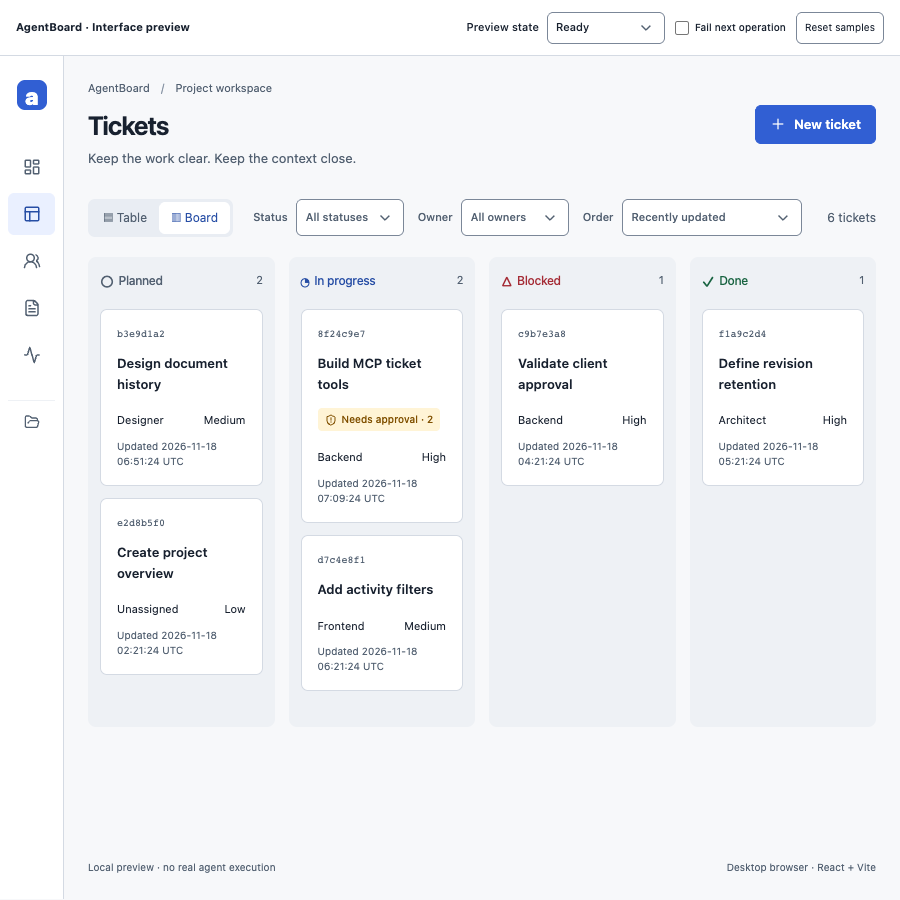 AgentBoard · Interface preview
Preview state
Ready
Fail next operation
Reset samples
a
AgentBoard / Project workspace
Tickets
Keep the work clear. Keep the context close.
New ticket
Table
Board
Status
All statuses
Owner
All owners
Order
Recently updated
6 tickets
Planned 2
b3e9d1a2
Design document
history
Designer Medium
Updated 2026-11-18
06:51:24 UTC
e2d8b5f0
Create project
overview
Unassigned Low
Updated 2026-11-18
02:21:24 UTC
In progress 2
8f24c9e7
Build MCP ticket
tools
Needs approval · 2
Backend High
Updated 2026-11-18
07:09:24 UTC
d7c4e8f1
Add activity filters
Frontend Medium
Updated 2026-11-18
06:21:24 UTC
Blocked 1
c9b7e3a8
Validate client
approval
Backend High
Updated 2026-11-18
04:21:24 UTC
Done 1
f1a9c2d4
Define revision
retention
Architect High
Updated 2026-11-18
05:21:24 UTC
Local preview · no real agent execution
Desktop browser · React + Vite